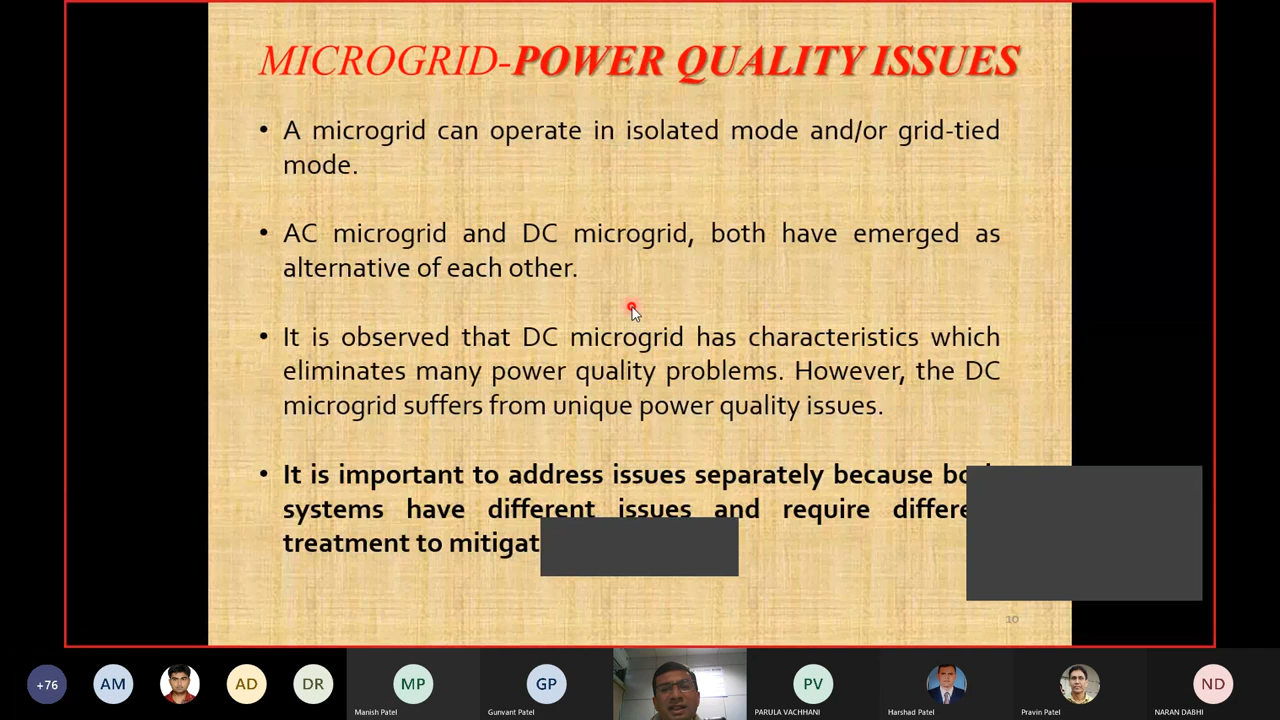 MICROGRID-POWER QUALITY ISSUES
• A microgrid can operate in isolated mode and/or grid-tied
mode.
• AC microgrid and DC microgrid, both have emerged as
alternative of each other.
• It is observed that DC microgrid has characteristics which
eliminates many power quality problems. However, the DC
microgrid suffers from unique power quality issues.
• It is important to address issues separately because
systems have different issues and require
treatment to
10
+76 AM AD DR MP GP PV ND
Manish Patel Gunvant Patel PARULA VACHHANI Harshad Patel Pravin Patel NARAN DABHI